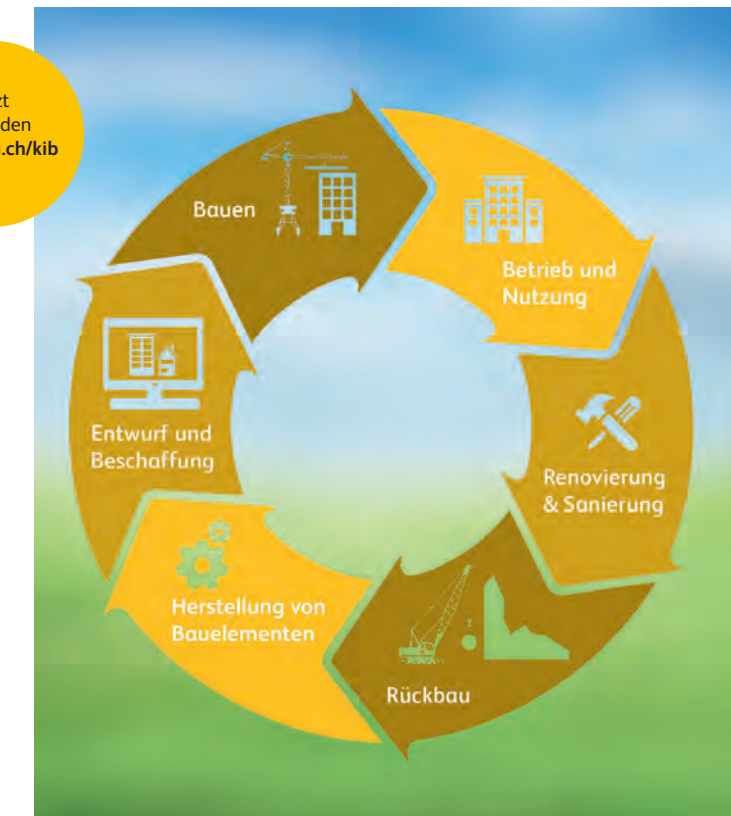 .ch/kib
Bauen
Betrieb und
Nutzung
Renovierung
& Sanierung
Rückbau
Herstellung von
Bauelementen
Entwurf und
Beschaffung